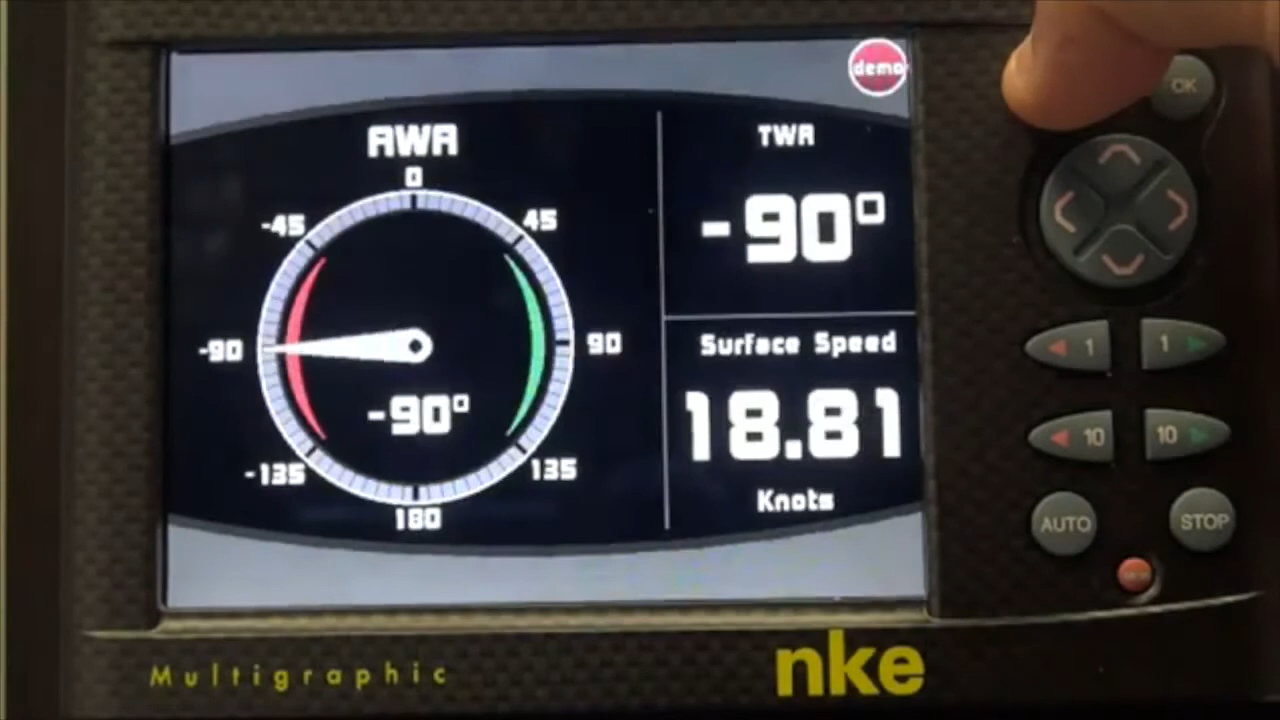 demo
AWA
0
-45
45
-90
90
-90°
-135
135
180
TWA
-90°
Surface Speed
18.81
Knots
OK
1
1
10
10
AUTO
STOP
Multigraphic
nke